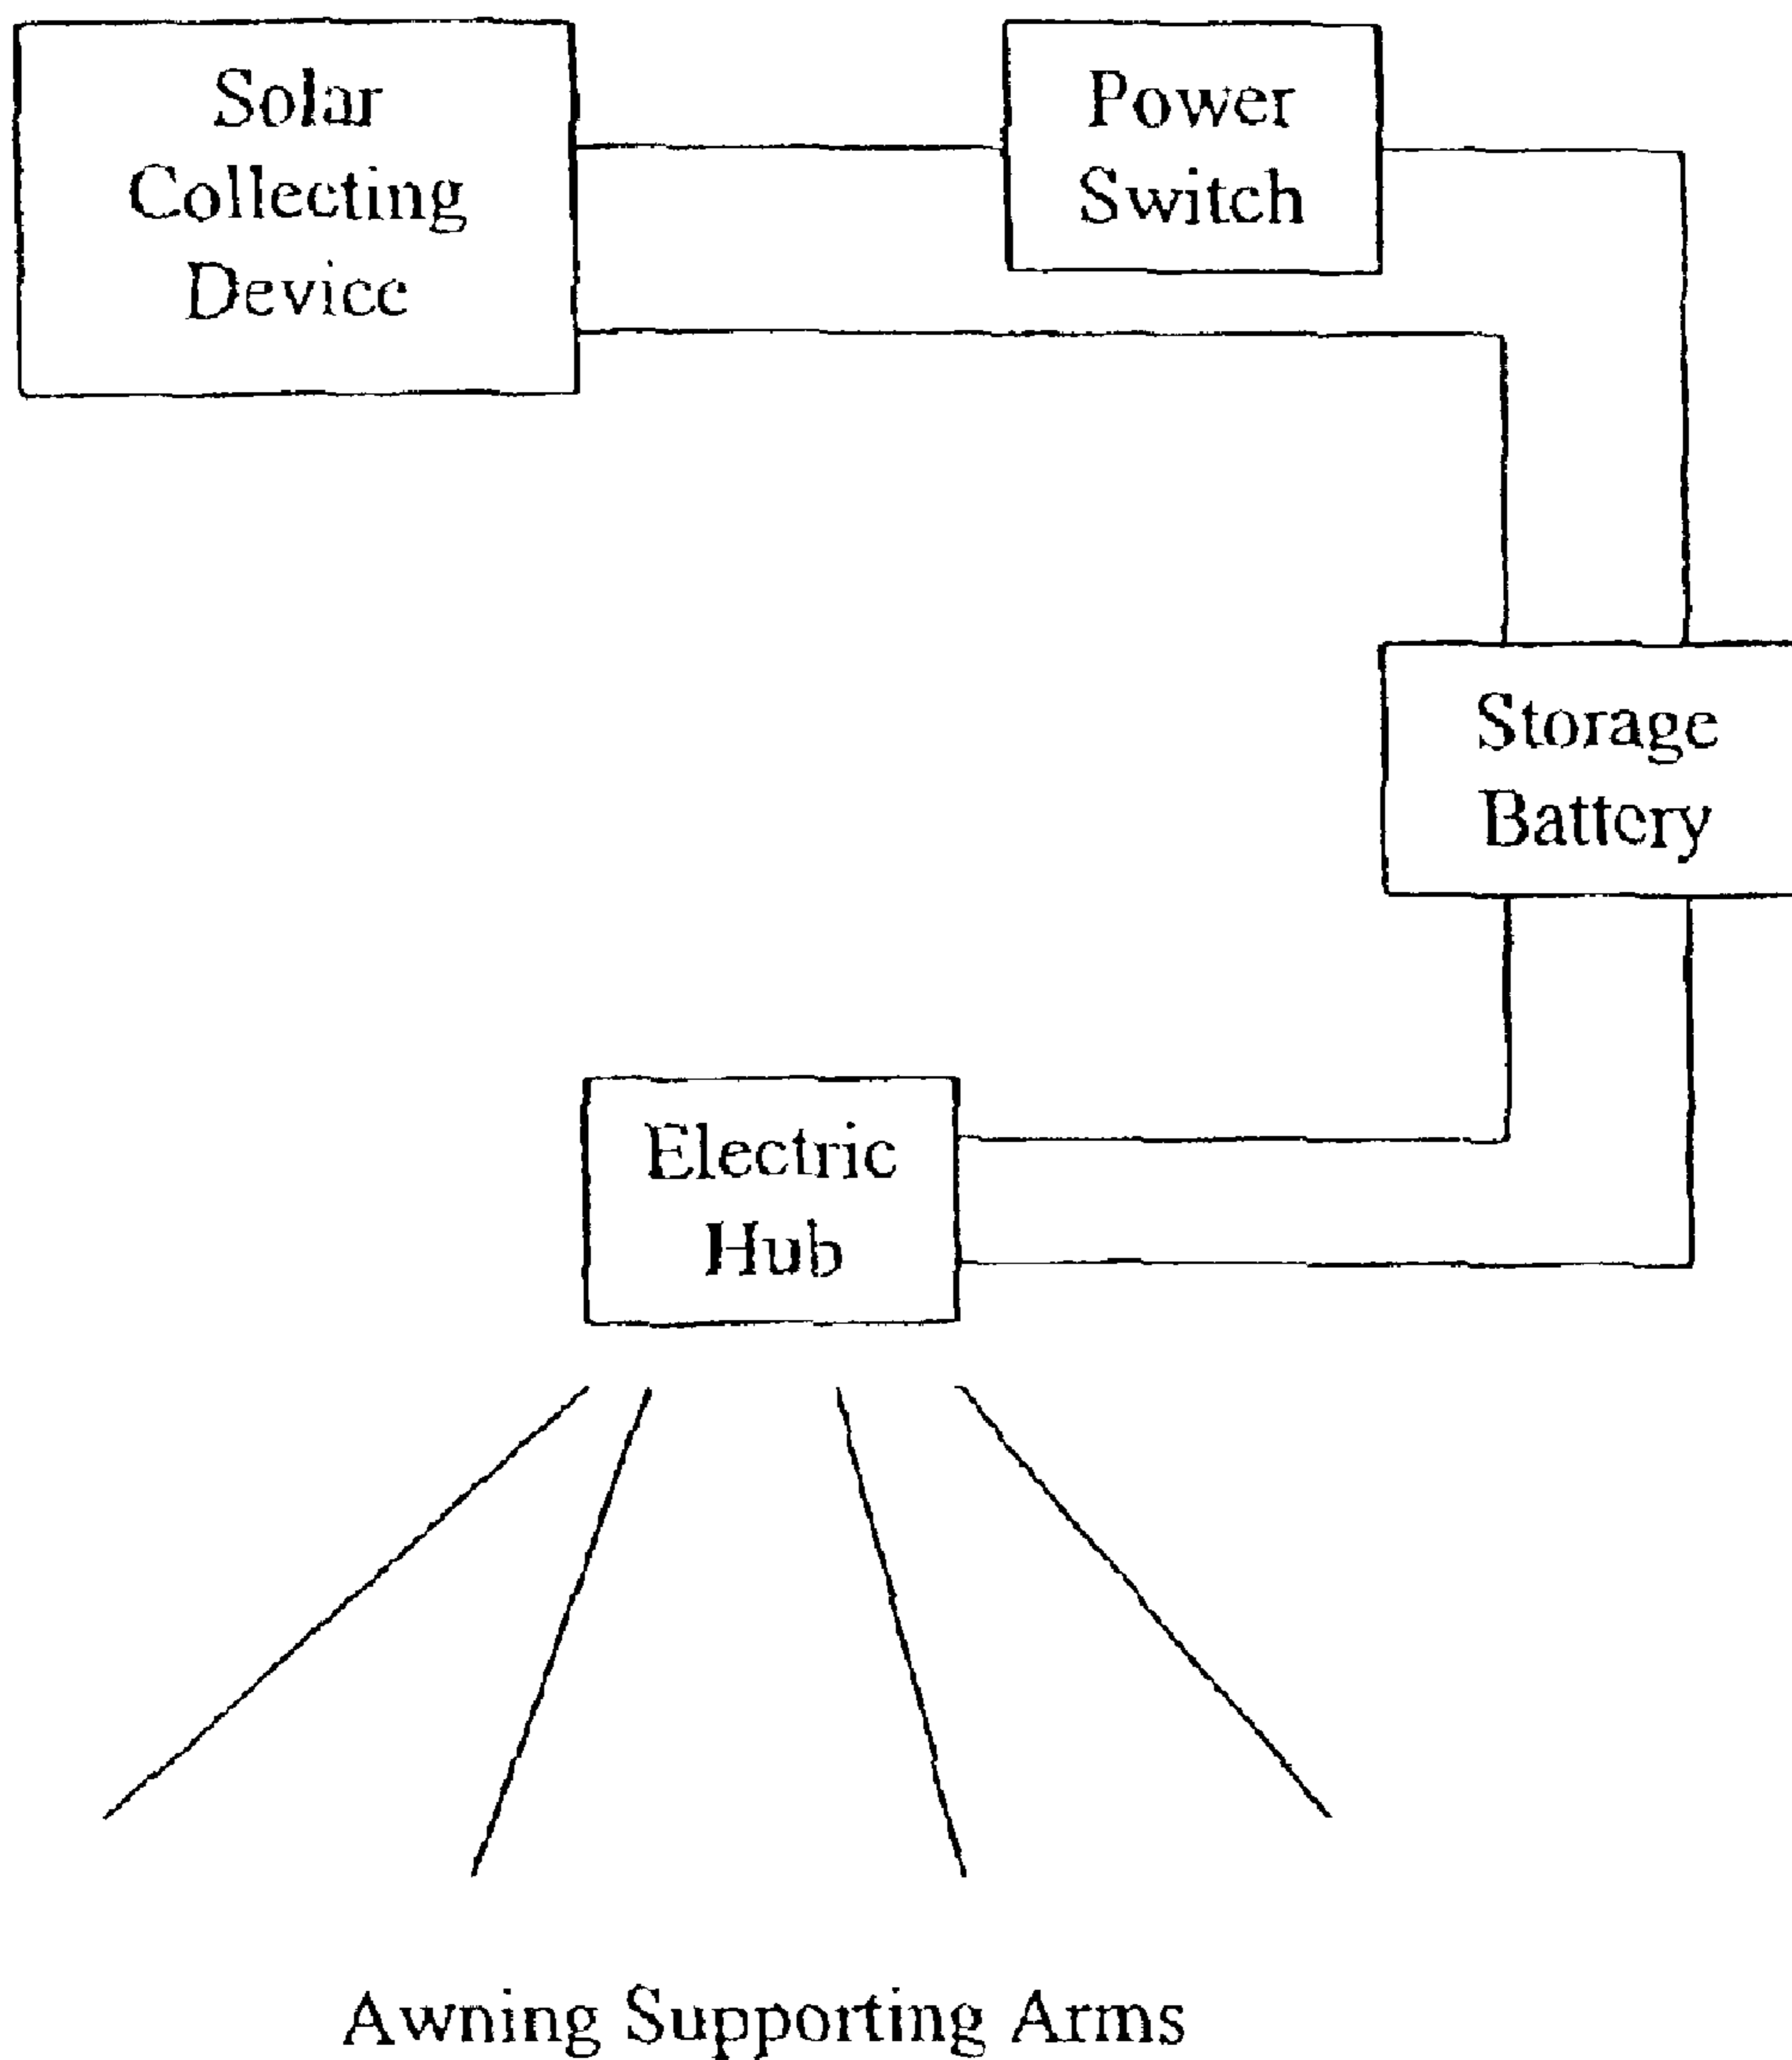 Solar
Collecting
Device
Power
Switch
Storage
Battery
Electric
Hub
Awning Supporting Arms